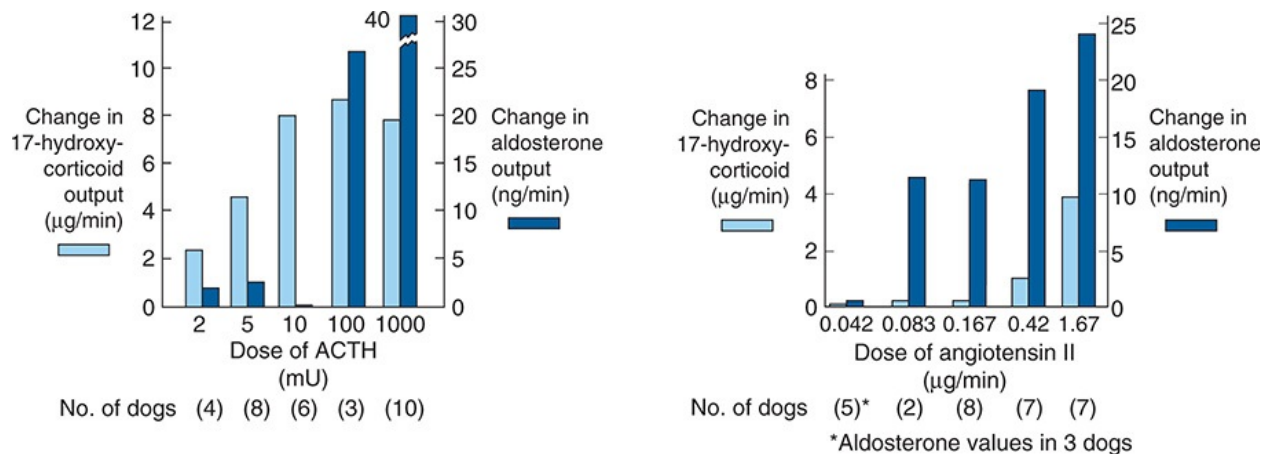 40
12
10
8
6
4
2
0
30
25
20
15
10
5
0
Change in
17-hydroxy-
corticoid
output
(μg/min)
Change in
aldosterone
output
(ng/min)
2 5 10 100 1000
Dose of ACTH
(mU)
No. of dogs (4) (8) (6) (3) (10)
8
6
4
2
0
25
20
15
10
5
0
Change in
17-hydroxy-
corticoid
output
(μg/min)
Change in
aldosterone
output
(ng/min)
0.042 0.083 0.167 0.42 1.67
Dose of angiotensin II
(μg/min)
No. of dogs (5)* (2) (8) (7) (7)
*Aldosterone values in 3 dogs